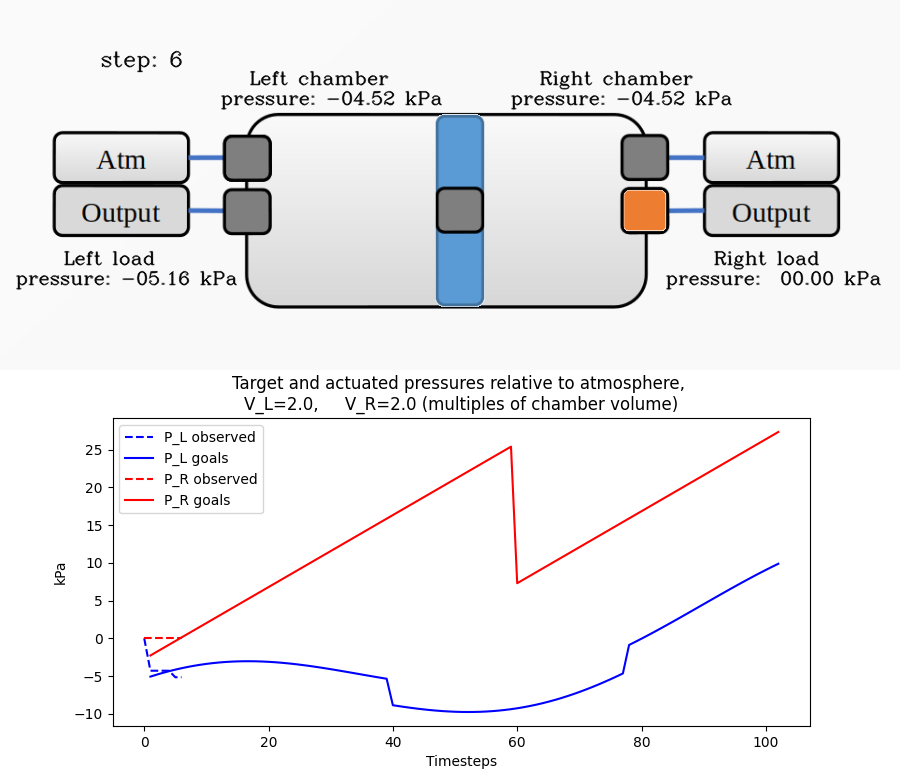 step: 6
Left chamber
pressure: −04.52 kPa
Right chamber
pressure: −04.52 kPa
Atm
Output
Atm
Output
Left load
pressure: −05.16 kPa
Right load
pressure: 00.00 kPa
Target and actuated pressures relative to atmosphere,
V_L=2.0, V_R=2.0 (multiples of chamber volume)
P_L observed
P_L goals
P_R observed
P_R goals
25
20
15
10
5
0
−5
−10
kPa
0 20 40 60 80 100
Timesteps